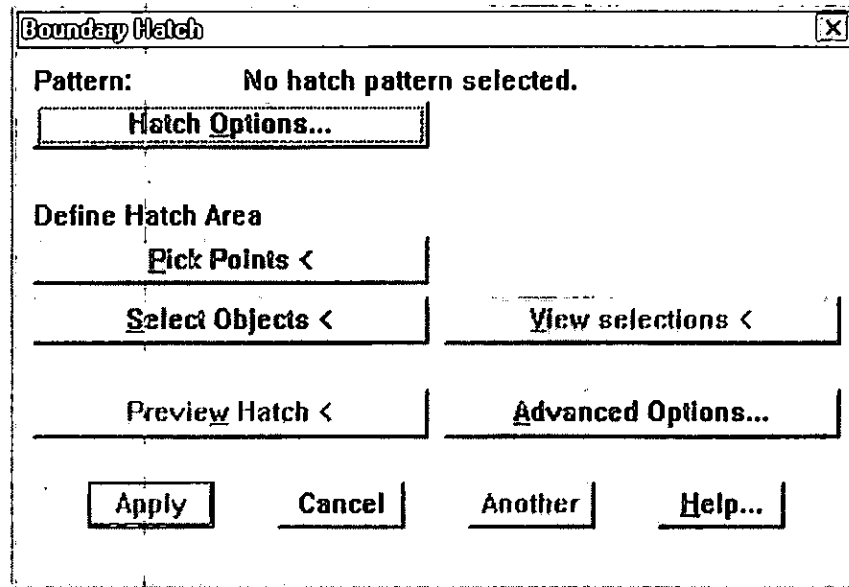 Boundary Hatch
Pattern: No hatch pattern selected.
Hatch Options...
Define Hatch Area
Pick Points <
Select Objects < View selections <
Preview Hatch < Advanced Options...
Apply Cancel Another Help...